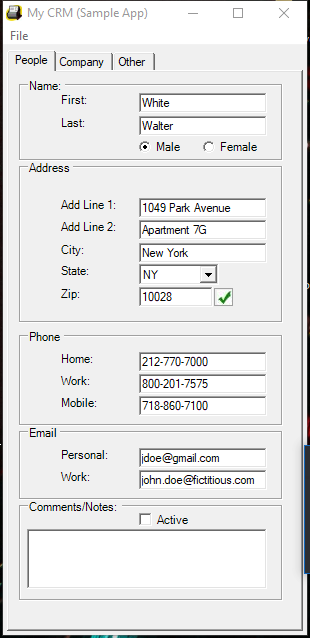 My CRM (Sample App)
File
People Company Other
Name:
First: White
Last: Walter
Male Female
Address
Add Line 1: 1049 Park Avenue
Add Line 2: Apartment 7G
City: New York
State: NY
Zip: 10028
Phone
Home: 212-770-7000
Work: 800-201-7575
Mobile: 718-860-7100
Email
Personal: jdoe@gmail.com
Work: john.doe@fictitious.com
Comments/Notes:
Active